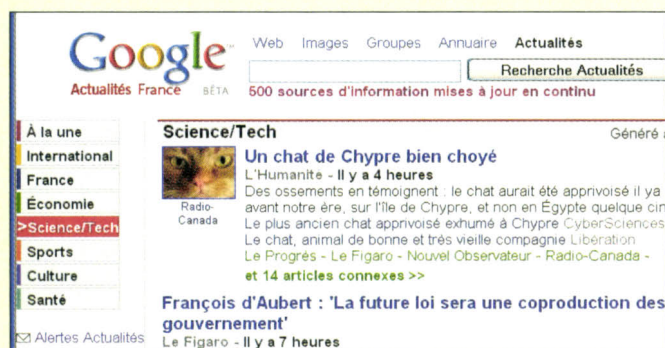 Google
Web Images Groupes Annuaire Actualités
Actualités France BÊTA
Recherche Actualités
500 sources d'information mises à jour en continu
À la une
International
France
Économie
>Science/Tech
Sports
Culture
Santé
Alertes Actualités
Science/Tech
Généré
Radio-
Canada
Un chat de Chypre bien choyé
L'Humanite - Il y a 4 heures
Des ossements en témoignent : le chat aurait été apprivoisé il ya
avant notre ère, sur l'île de Chypre, et non en Égypte quelque
Le plus ancien chat apprivoisé exhumé à Chypre CyberSciences
Le chat, animal de bonne et très vieille compagnie Libération
Le Progrès - Le Figaro - Nouvel Observateur - Radio-Canada -
et 14 articles connexes >>
François d'Aubert : 'La future loi sera une coproduction des
gouvernement'
Le Figaro - Il y a 7 heures